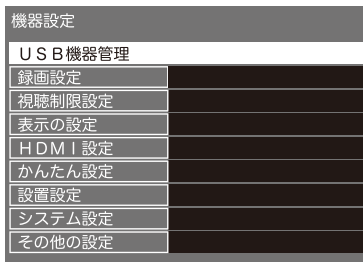 機器設定
ＵＳＢ機器管理
録画設定
視聴制限設定
表示の設定
ＨＤＭＩ設定
かんたん設定
設置設定
システム設定
その他の設定